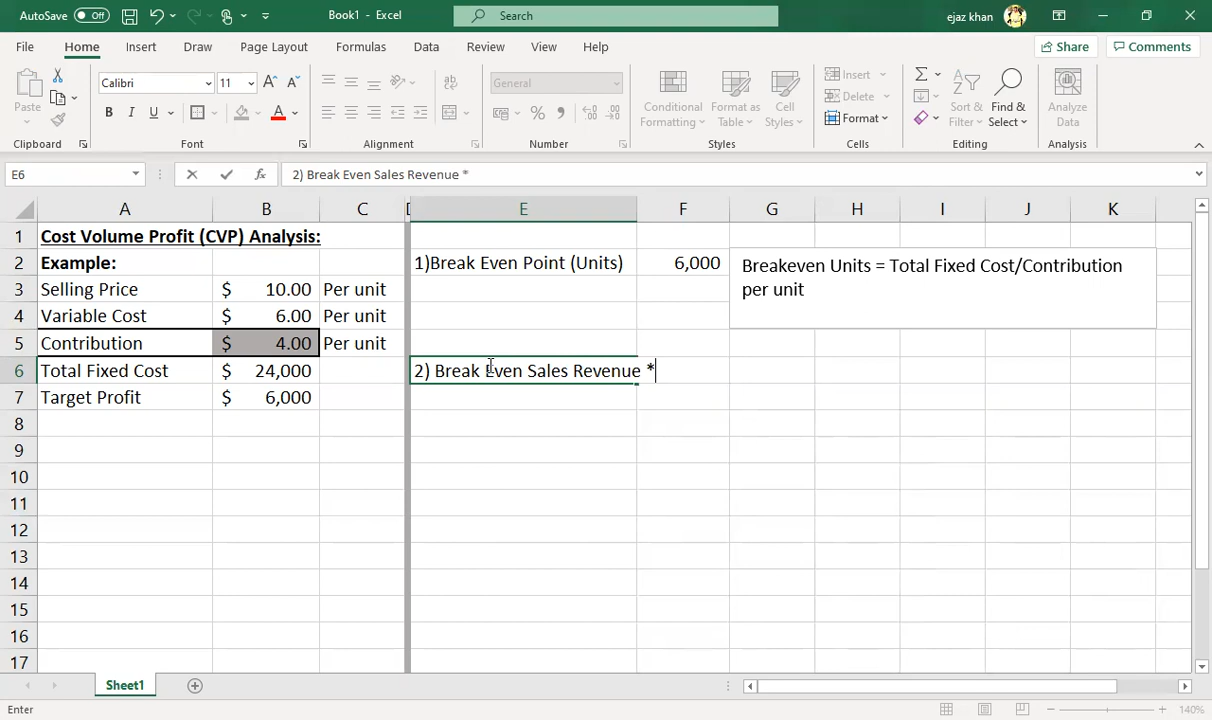 AutoSave Off Book1 - Excel Search ejaz khan
File Home Insert Draw Page Layout Formulas Data Review View Help Share Comments
Paste Calibri 11 General Conditional Formatting Format as Table Cell Styles Insert Delete Format Sort & Filter Find & Select Analyze Data
Clipboard Font Alignment Number Styles Cells Editing Analysis
E6 fx 2) Break Even Sales Revenue *
A B C D E F G H I J K
1 Cost Volume Profit (CVP) Analysis:
2 Example: 1)Break Even Point (Units) 6,000 Breakeven Units = Total Fixed Cost/Contribution
3 Selling Price $ 10.00 Per unit per unit
4 Variable Cost $ 6.00 Per unit
5 Contribution $ 4.00 Per unit
6 Total Fixed Cost $ 24,000 2) Break Even Sales Revenue *
7 Target Profit $ 6,000
8
9
10
11
12
13
14
15
16
17
Sheet1
Enter 140%